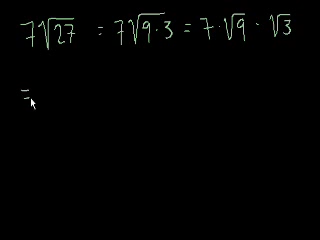 7√27 = 7√9·3 = 7·√9·√3
=